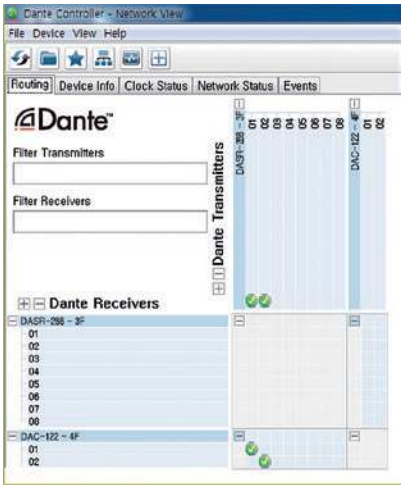 Dante Controller - Network View
File Device View Help
Routing Device Info Clock Status Network Status Events
Dante™
Filter Transmitters
Filter Receivers
Dante Transmitters
DASR-288 - 3F
01 02 03 04 05 06 07 08
DAC-122 - 4F
01 02
Dante Receivers
DASR-288 - 3F
01
02
03
04
05
06
07
08
DAC-122 - 4F
01
02